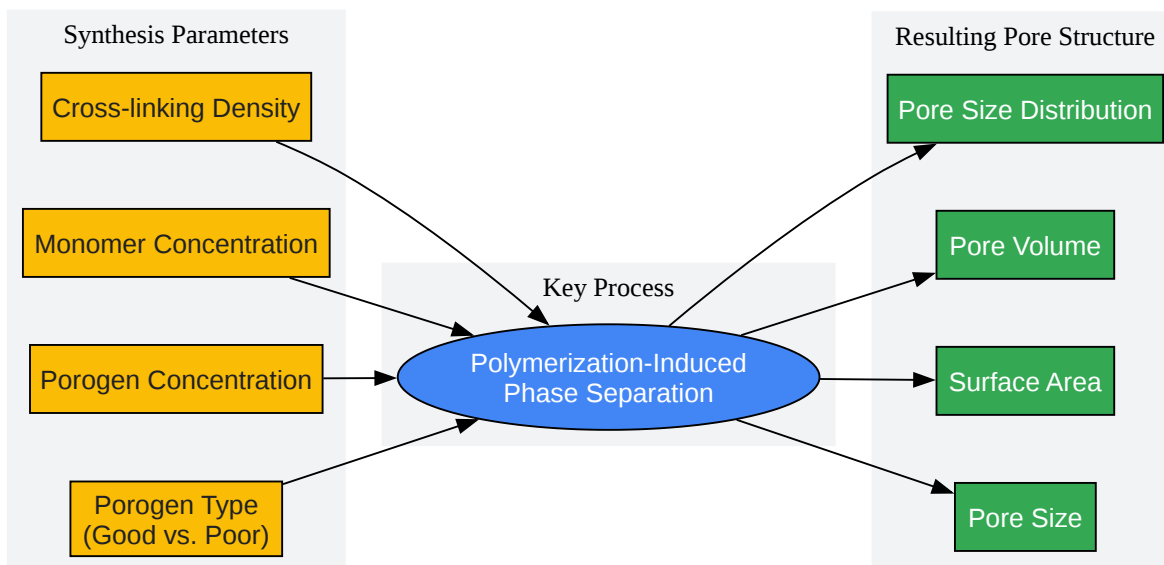 Synthesis Parameters
Cross-linking Density
Monomer Concentration
Porogen Concentration
Porogen Type
(Good vs. Poor)
Key Process
Polymerization-Induced
Phase Separation
Resulting Pore Structure
Pore Size Distribution
Pore Volume
Surface Area
Pore Size